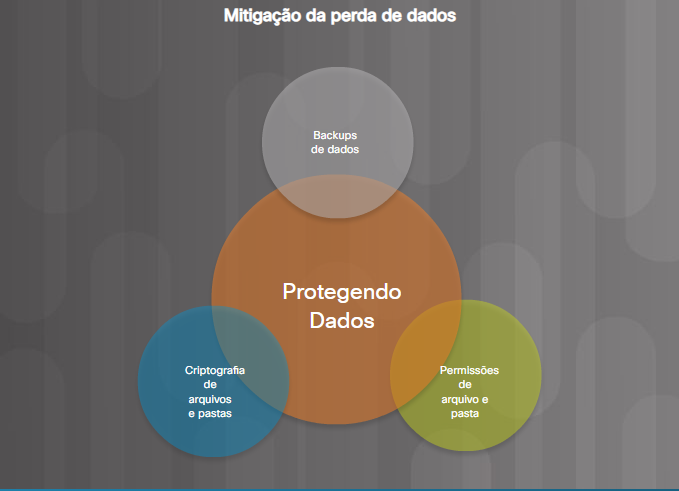 Mitigação da perda de dados
Backups
de dados
Protegendo
Dados
Criptografia
de
arquivos
e pastas
Permissões
de
arquivo e
pasta